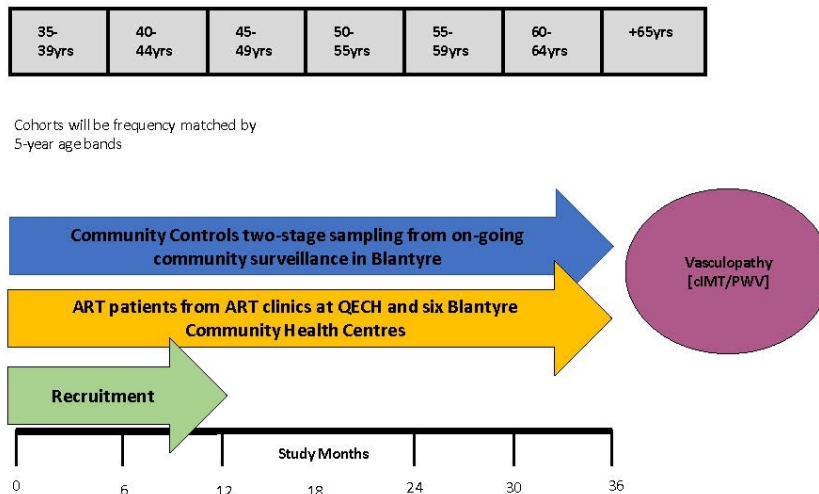 35-
39yrs
40-
44yrs
45-
49yrs
50-
55yrs
55-
59yrs
60-
64yrs
+65yrs
Cohorts will be frequency matched by
5-year age bands
Community Controls two-stage sampling from on-going
community surveillance in Blantyre
Vasculopathy
[cIMT/PWV]
ART patients from ART clinics at QECH and six Blantyre
Community Health Centres
Recruitment
Study Months
0
6
12
18
24
30
36